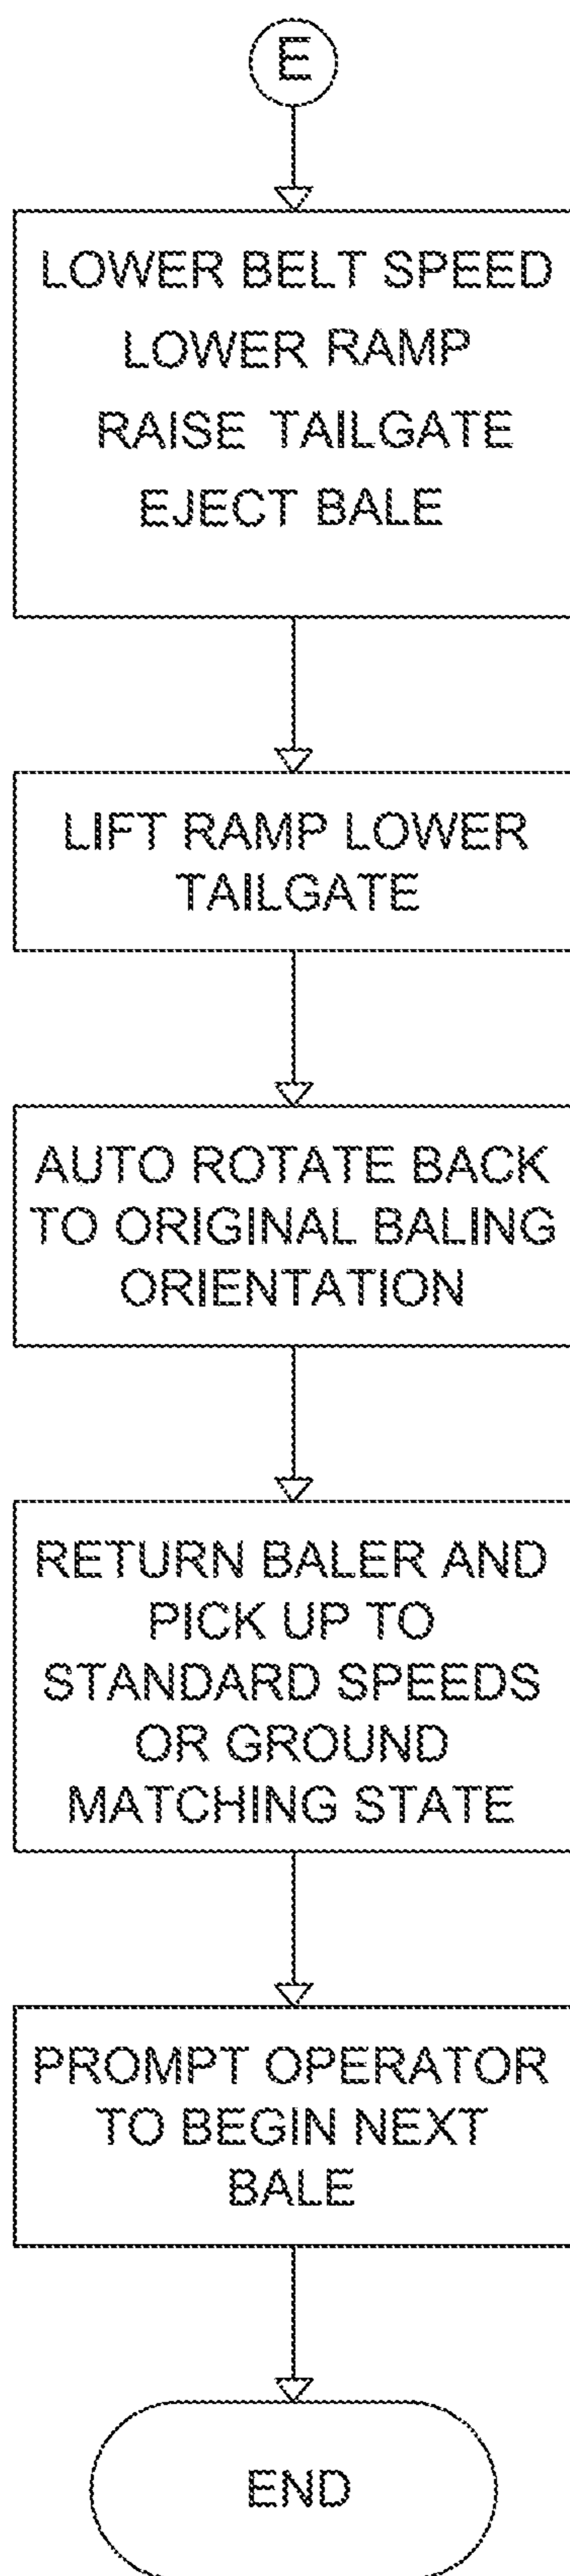 E
LOWER BELT SPEED
LOWER RAMP
RAISE TAILGATE
EJECT BALE
LIFT RAMP LOWER
TAILGATE
AUTO ROTATE BACK
TO ORIGINAL BALING
ORIENTATION
RETURN BALER AND
PICK UP TO
STANDARD SPEEDS
OR GROUND
MATCHING STATE
PROMPT OPERATOR
TO BEGIN NEXT
BALE
END